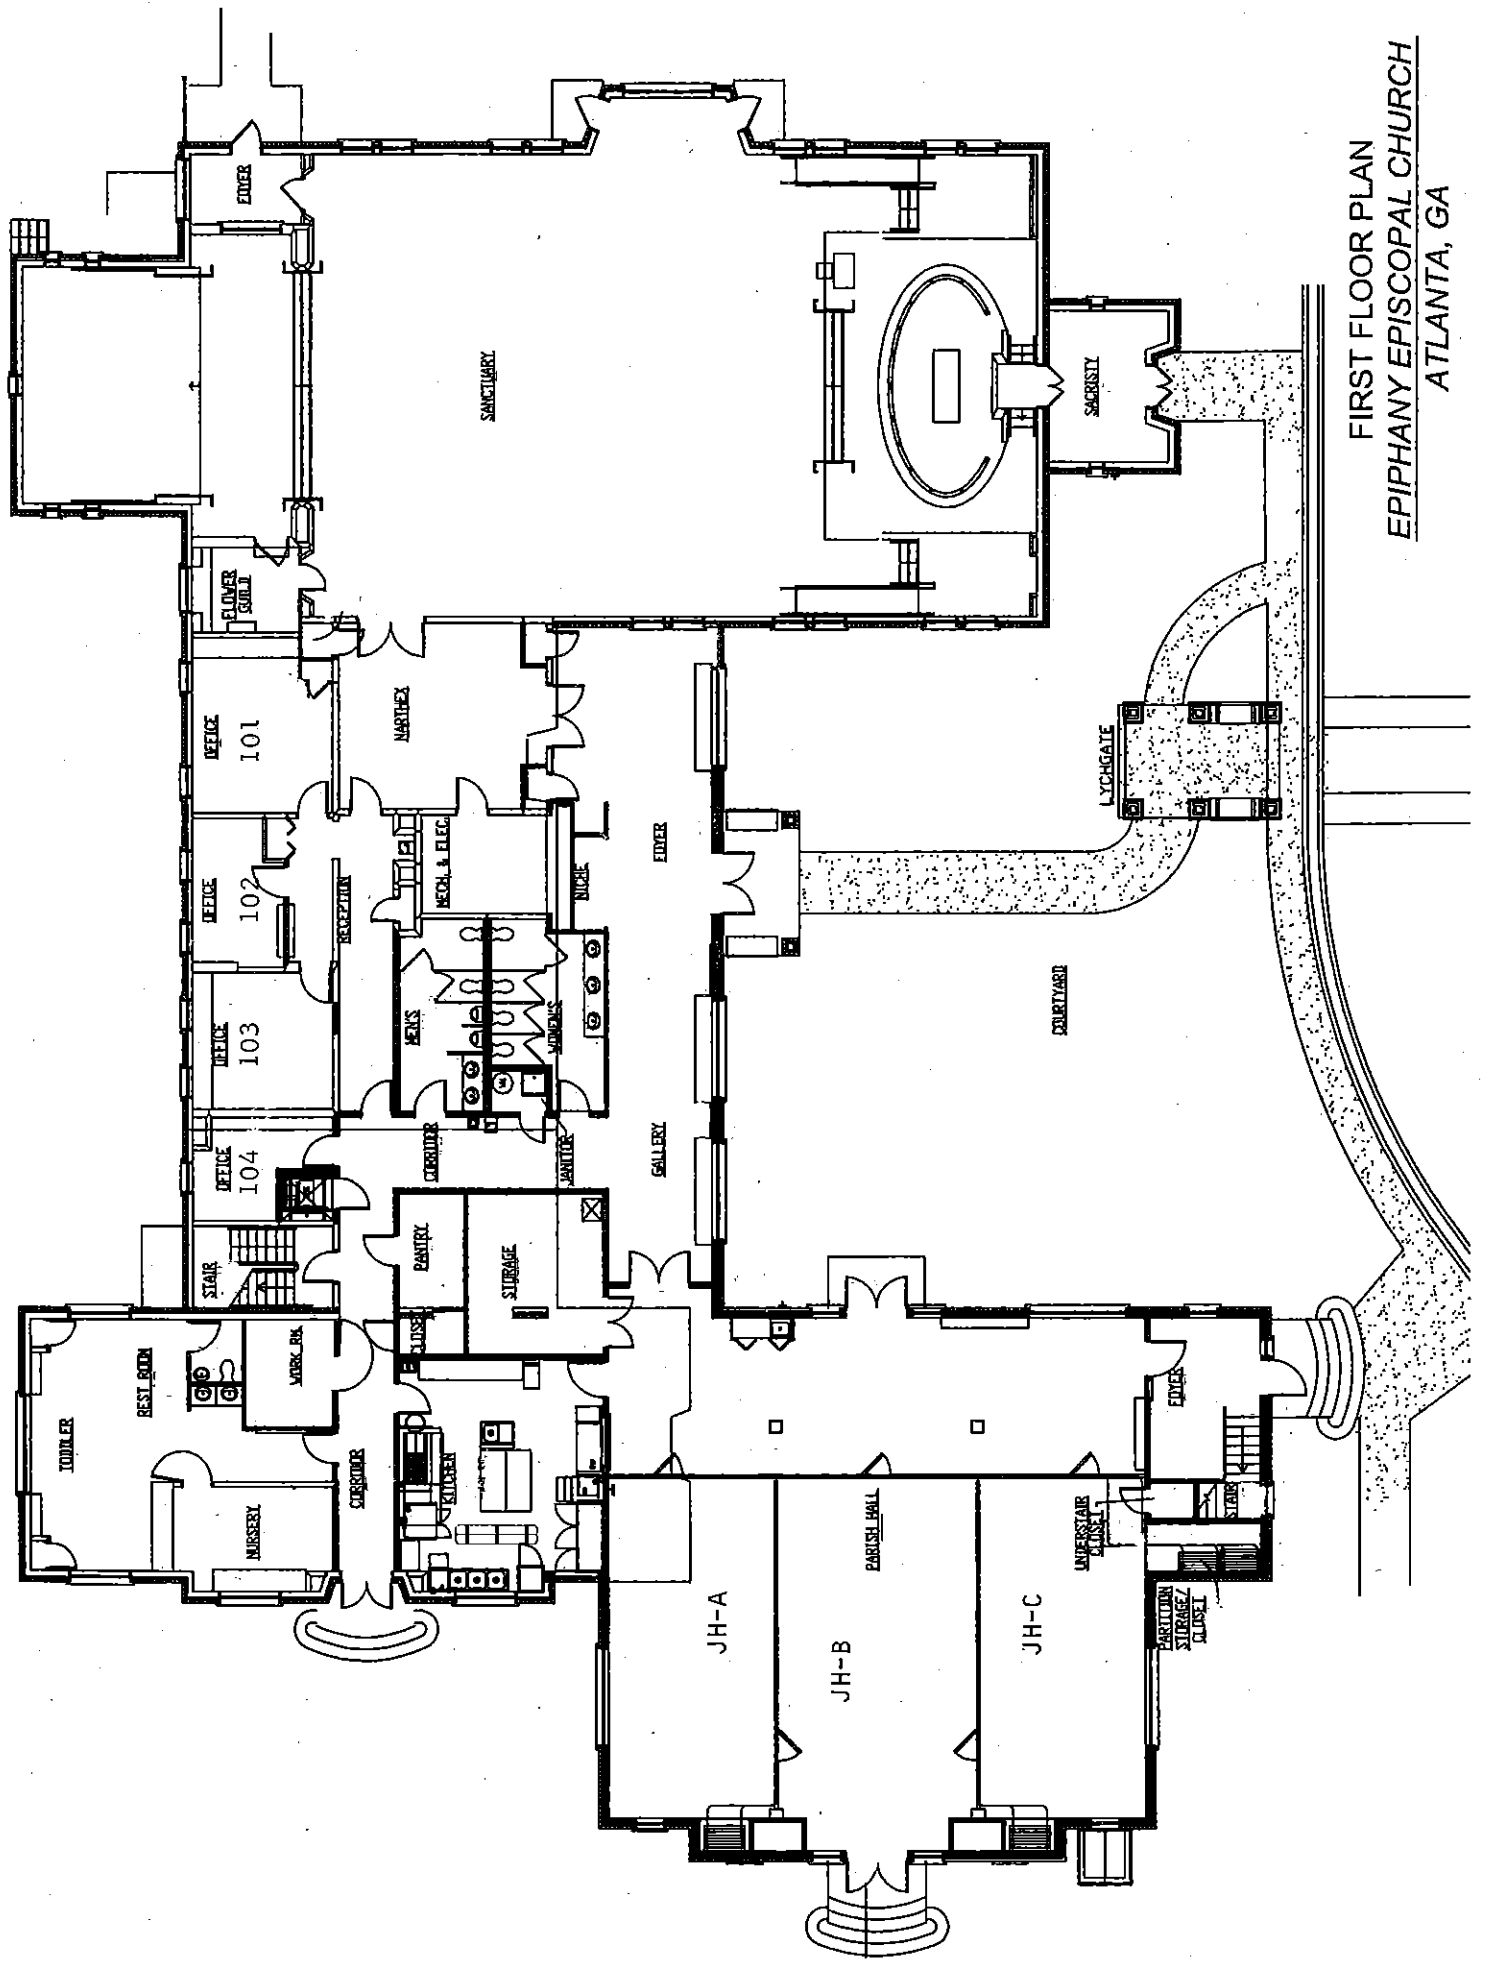 FIRST FLOOR PLAN
EPIPHANY EPISCOPAL CHURCH
ATLANTA, GA
FOYER
SANCTUARY
SACRISTY
FLOWER
GUILD
OFFICE
101
NARTHEX
LYCHGATE
OFFICE
102
RECEPTION
MECH. & ELEC.
NICHE
FOYER
OFFICE
103
MEN'S
WOMEN'S
COURTYARD
OFFICE
104
CORRIDOR
JANITOR
GALLERY
STAIR
PANTRY
STORAGE
CLOSET
WORK RM.
REST ROOM
TODDLER
NURSERY
CORRIDOR
KITCHEN
FOYER
PARISH HALL
UNDERSTAIR
CLOSET
STAIR
PARTITION
STORAGE/
CLOSET
JH-A
JH-B
JH-C